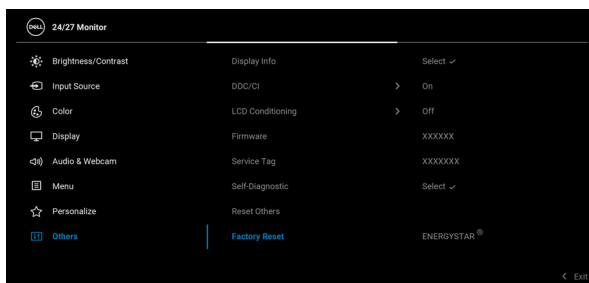 DELL 24/27 Monitor
Brightness/Contrast Display Info Select ✓
Input Source DDC/CI > On
Color LCD Conditioning > Off
Display Firmware XXXXXX
Audio & Webcam Service Tag XXXXXXX
Menu Self-Diagnostic Select ✓
Personalize Reset Others
Others Factory Reset ENERGYSTAR ®
< Exit